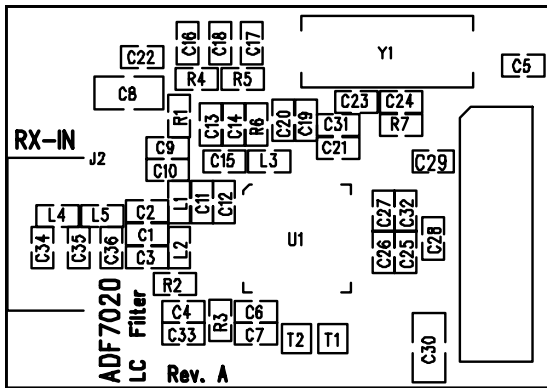 C16
C18
C17
Y1
C22
C5
R4
R5
C8
C23
C24
R1
C13
C14
R6
C20
C19
C31
R7
RX-IN
C9
C21
J2
C10
C15
L3
C29
L1
C11
C12
C27
C32
L4
L5
C2
C34
C35
C36
C1
L2
U1
C28
C3
C26
C25
R2
ADF7020
LC Filter
C4
R3
C6
C33
C7
T2
T1
C30
Rev. A